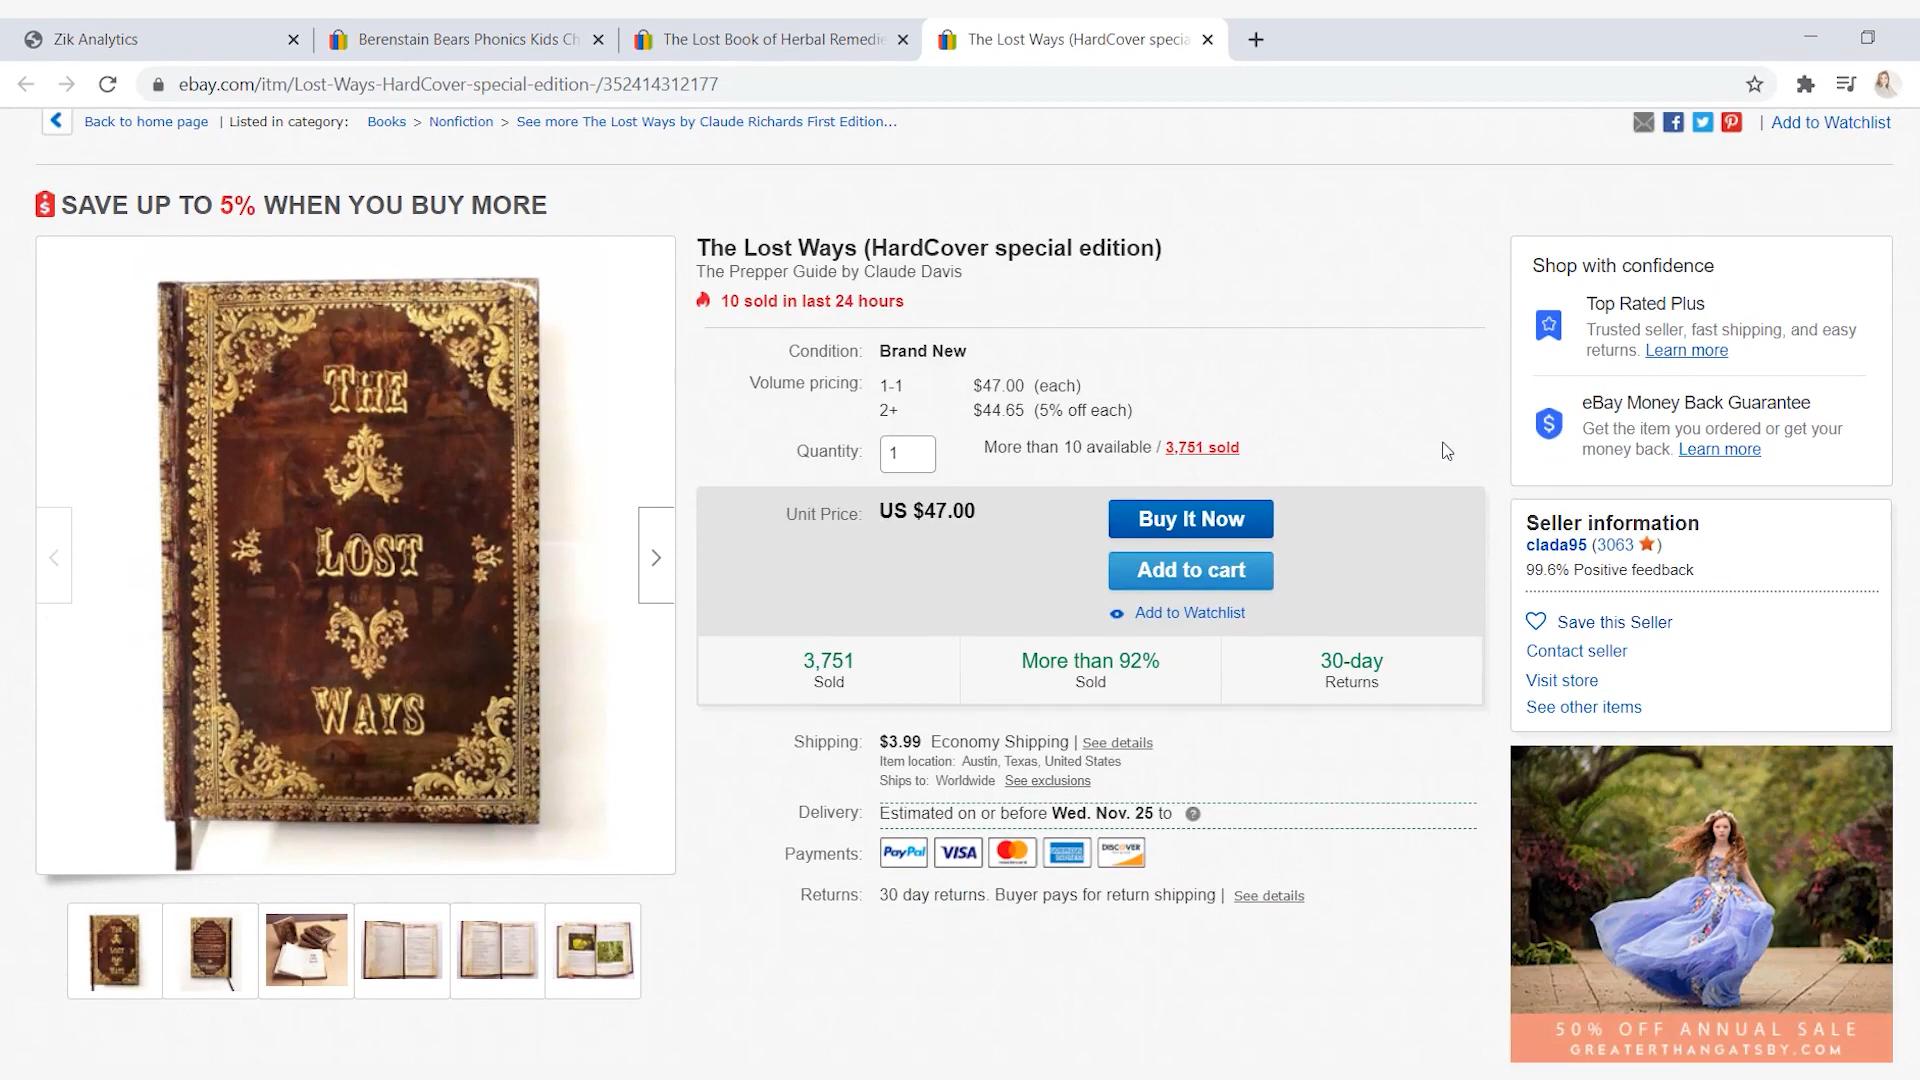 Zik Analytics
Berenstain Bears Phonics Kids Ch
The Lost Book of Herbal Remedie
The Lost Ways (HardCover specia
ebay.com/itm/Lost-Ways-HardCover-special-edition-/352414312177
Back to home page | Listed in category: Books > Nonfiction > See more The Lost Ways by Claude Richards First Edition...
| Add to Watchlist
SAVE UP TO 5% WHEN YOU BUY MORE
THE
LOST
WAYS
The Lost Ways (HardCover special edition)
The Prepper Guide by Claude Davis
10 sold in last 24 hours
Condition: Brand New
Volume pricing: 1-1 $47.00 (each)
2+ $44.65 (5% off each)
Quantity: 1 More than 10 available / 3,751 sold
Unit Price: US $47.00
Buy It Now
Add to cart
Add to Watchlist
3,751 More than 92% 30-day
Sold Sold Returns
Shipping: $3.99 Economy Shipping | See details
Item location: Austin, Texas, United States
Ships to: Worldwide See exclusions
Delivery: Estimated on or before Wed. Nov. 25 to ?
Payments: PayPal VISA AMERICAN EXPRESS DISCOVER
Returns: 30 day returns. Buyer pays for return shipping | See details
Shop with confidence
Top Rated Plus
Trusted seller, fast shipping, and easy
returns. Learn more
eBay Money Back Guarantee
Get the item you ordered or get your
money back. Learn more
Seller information
clada95 (3063 )
99.6% Positive feedback
Save this Seller
Contact seller
Visit store
See other items
50% OFF ANNUAL SALE
GREATERTHANGATSBY.COM